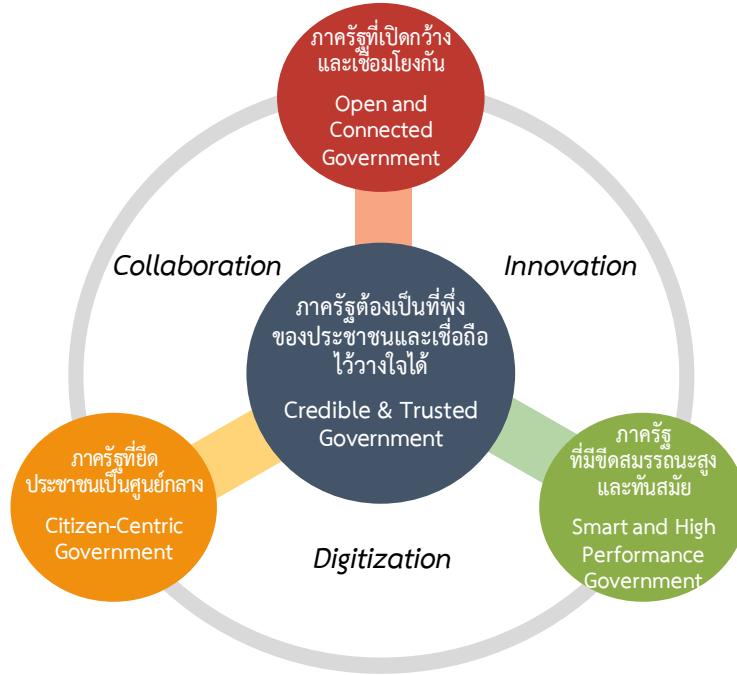 ภาครัฐที่เปิดกว้าง
และเชื่อมโยงกัน
Open and
Connected
Government
Collaboration
Innovation
ภาครัฐต้องเป็นที่พึ่ง
ของประชาชนและเชื่อถือ
ไว้วางใจได้
Credible & Trusted
Government
ภาครัฐที่ยึด
ประชาชนเป็นศูนย์กลาง
Citizen-Centric
Government
ภาครัฐ
ที่มีขีดสมรรถนะสูง
และทันสมัย
Smart and High
Performance
Government
Digitization